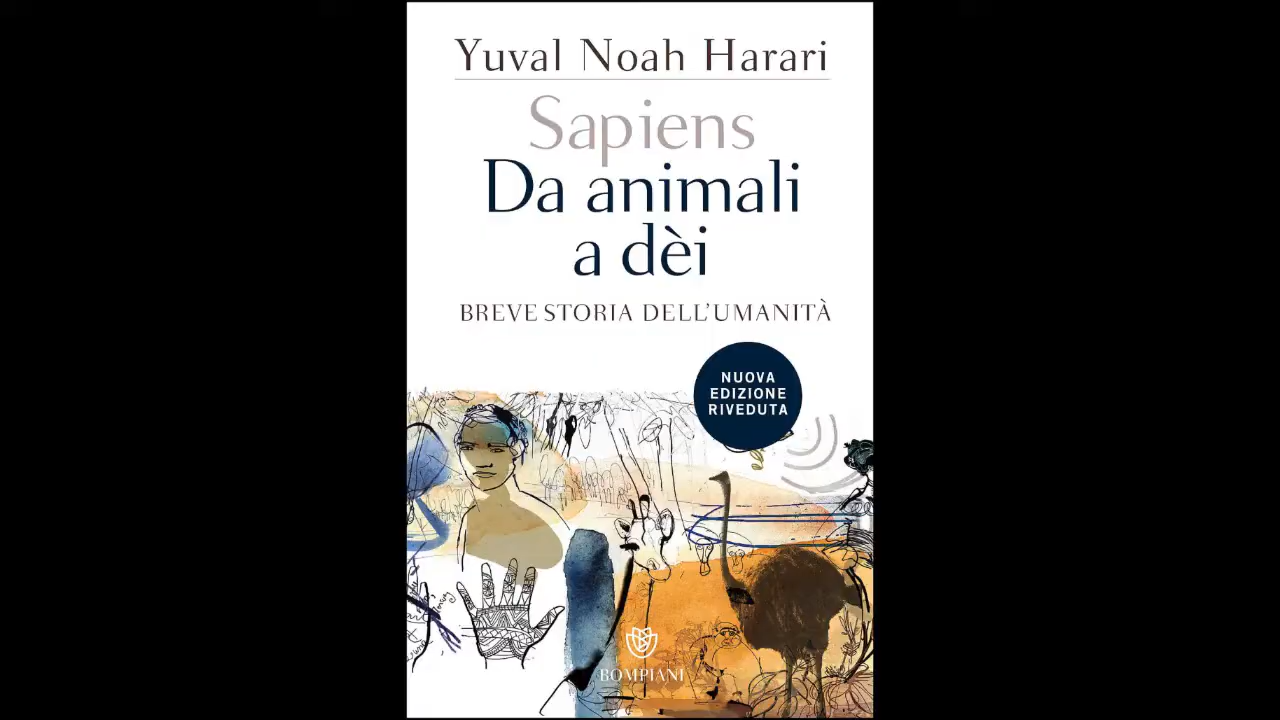 Yuval Noah Harari
Sapiens
Da animali
a dèi
BREVE STORIA DELL'UMANITÀ
NUOVA
EDIZIONE
RIVEDUTA
BOMPIANI